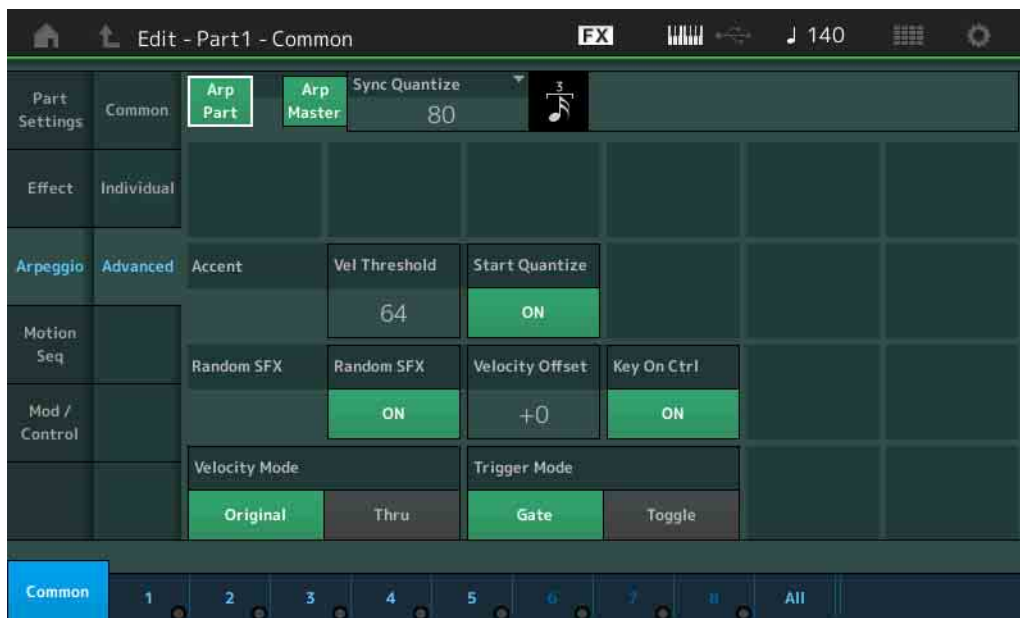 Edit - Part1 - Common
FX
140
Part
Settings
Common
Arp
Part
Arp
Master
Sync Quantize
80
3
Effect
Individual
Arpeggio
Advanced
Accent
Vel Threshold
Start Quantize
64
ON
Motion
Seq
Random SFX
Random SFX
Velocity Offset
Key On Ctrl
ON
+0
ON
Mod /
Control
Velocity Mode
Trigger Mode
Original
Thru
Gate
Toggle
Common
1
2
3
4
5
6
7
8
All